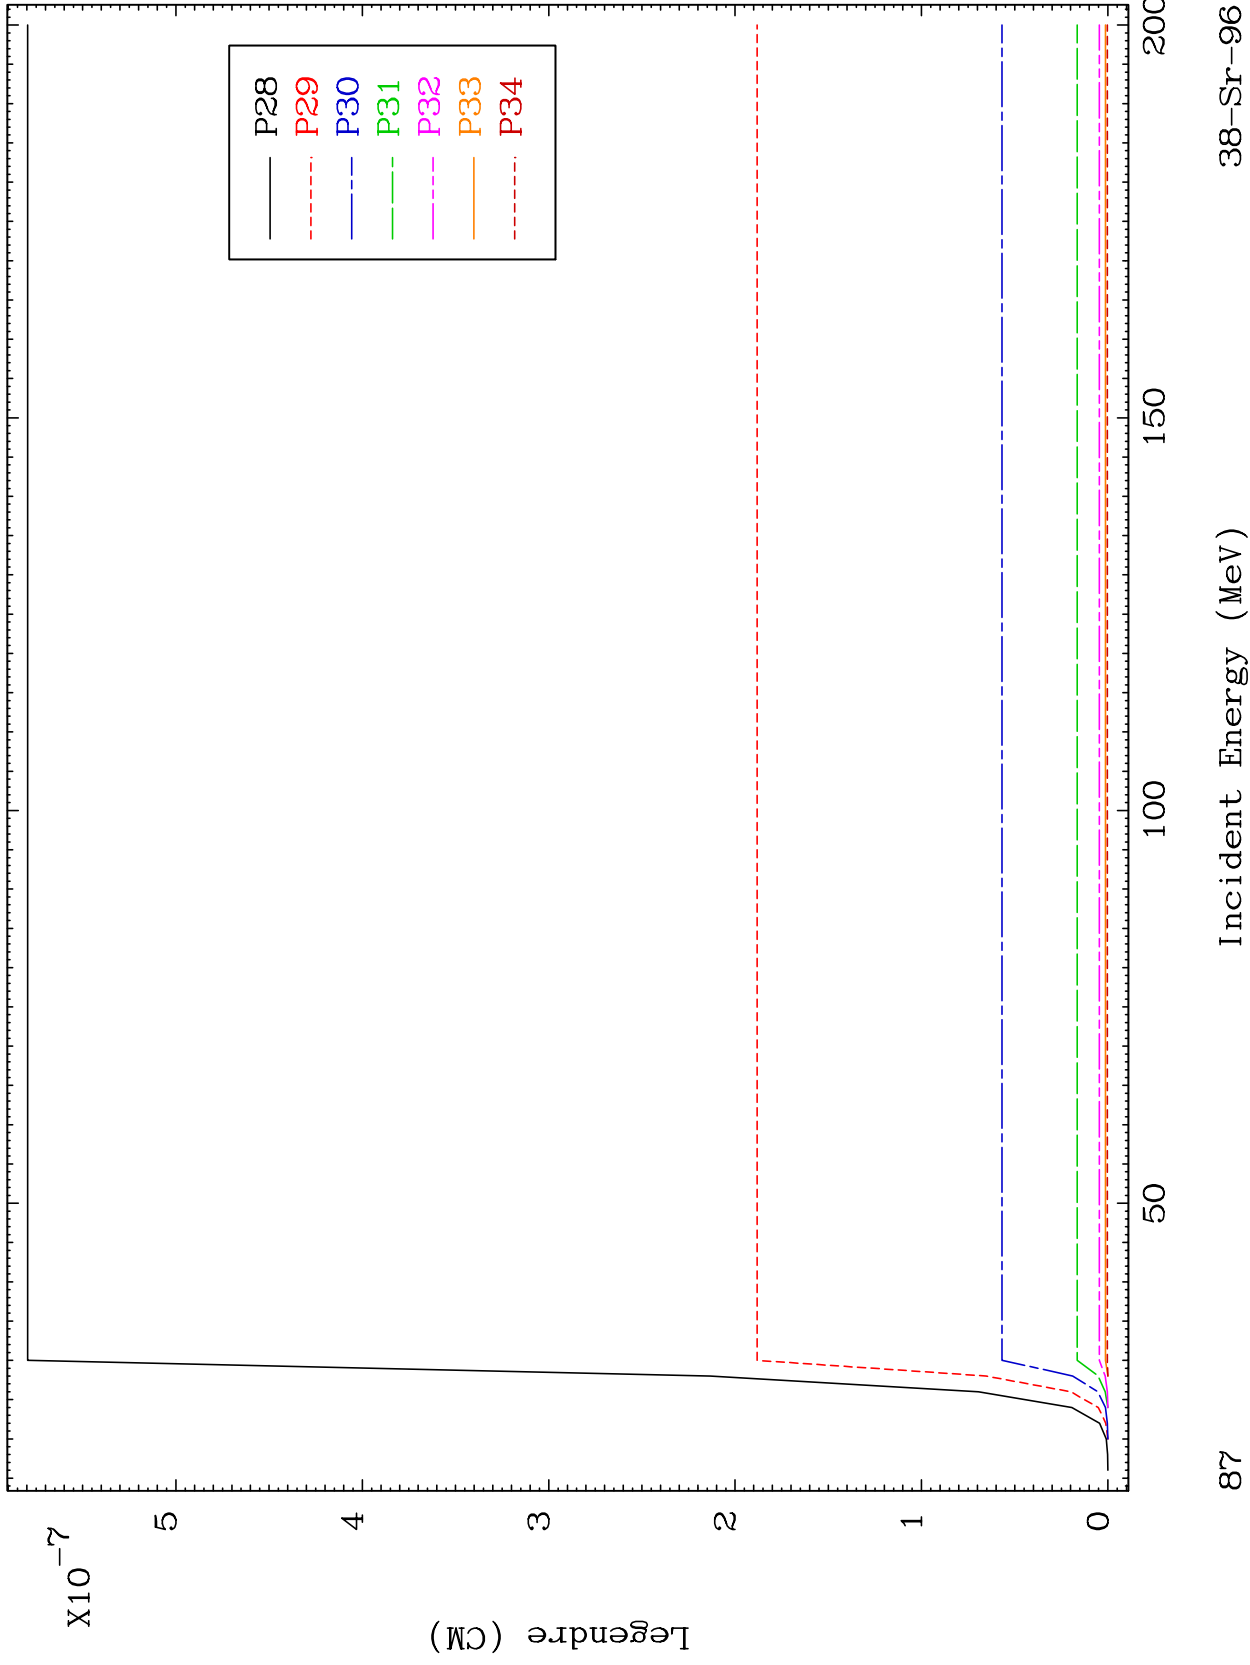 X10-7
Legendre (CM)
5
4
3
2
1
0
P28
P29
P30
P31
P32
P33
P34
50
100
150
200
Incident Energy (MeV)
87
38-Sr-96